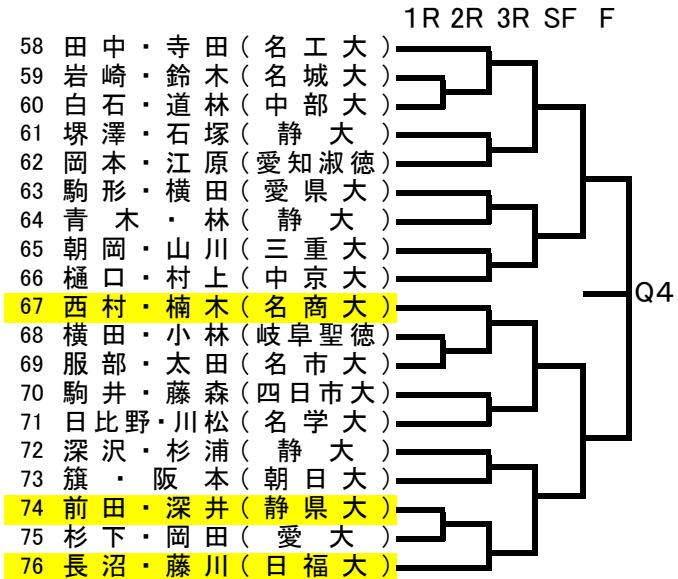 1R 2R 3R SF F
58 田中・寺田(名工大)
59 岩崎・鈴木(名城大)
60 白石・道林(中部大)
61 堺澤・石塚(静大)
62 岡本・江原(愛知淑徳)
63 駒形・横田(愛県大)
64 青木・林(静大)
65 朝岡・山川(三重大)
66 樋口・村上(中京大)
67 西村・楠木(名商大)
Q4
68 横田・小林(岐阜聖徳)
69 服部・太田(名市大)
70 駒井・藤森(四日市大)
71 日比野・川松(名学大)
72 深沢・杉浦(静大)
73 籏・阪本(朝日大)
74 前田・深井(静県大)
75 杉下・岡田(愛大)
76 長沼・藤川(日福大)